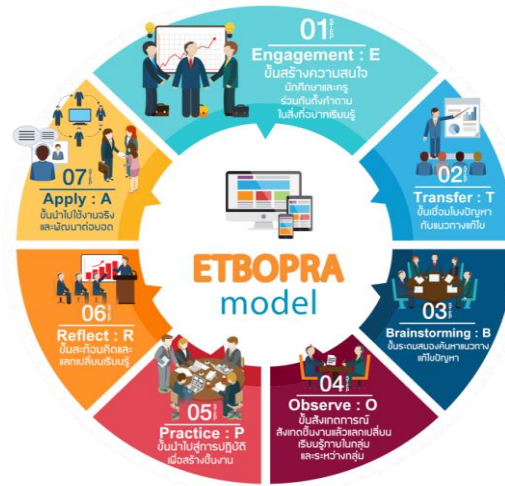 01
Engagement : E
ขั้นสร้างความสนใจ
นักศึกษาและครู
ร่วมกันตั้งคำถาม
ในสิ่งที่อยากเรียนรู้
02
Transfer : T
ขั้นเชื่อมโยงปัญหา
กับแนวทางแก้ไข
03
Brainstorming : B
ขั้นระดมสมองค้นหาแนวทาง
แก้ไขปัญหา
04
Observe : O
ขั้นสังเกตการณ์
สังเกตชิ้นงานแล้วแลกเปลี่ยน
เรียนรู้ภายในกลุ่ม
และระหว่างกลุ่ม
05
Practice : P
ขั้นนำไปสู่การปฏิบัติ
เพื่อสร้างชิ้นงาน
06
Reflect : R
ขั้นสะท้อนคิดและ
แลกเปลี่ยนเรียนรู้
07
Apply : A
ขั้นนำไปใช้งานจริง
และพัฒนาต่อยอด
ETBOPRA
model